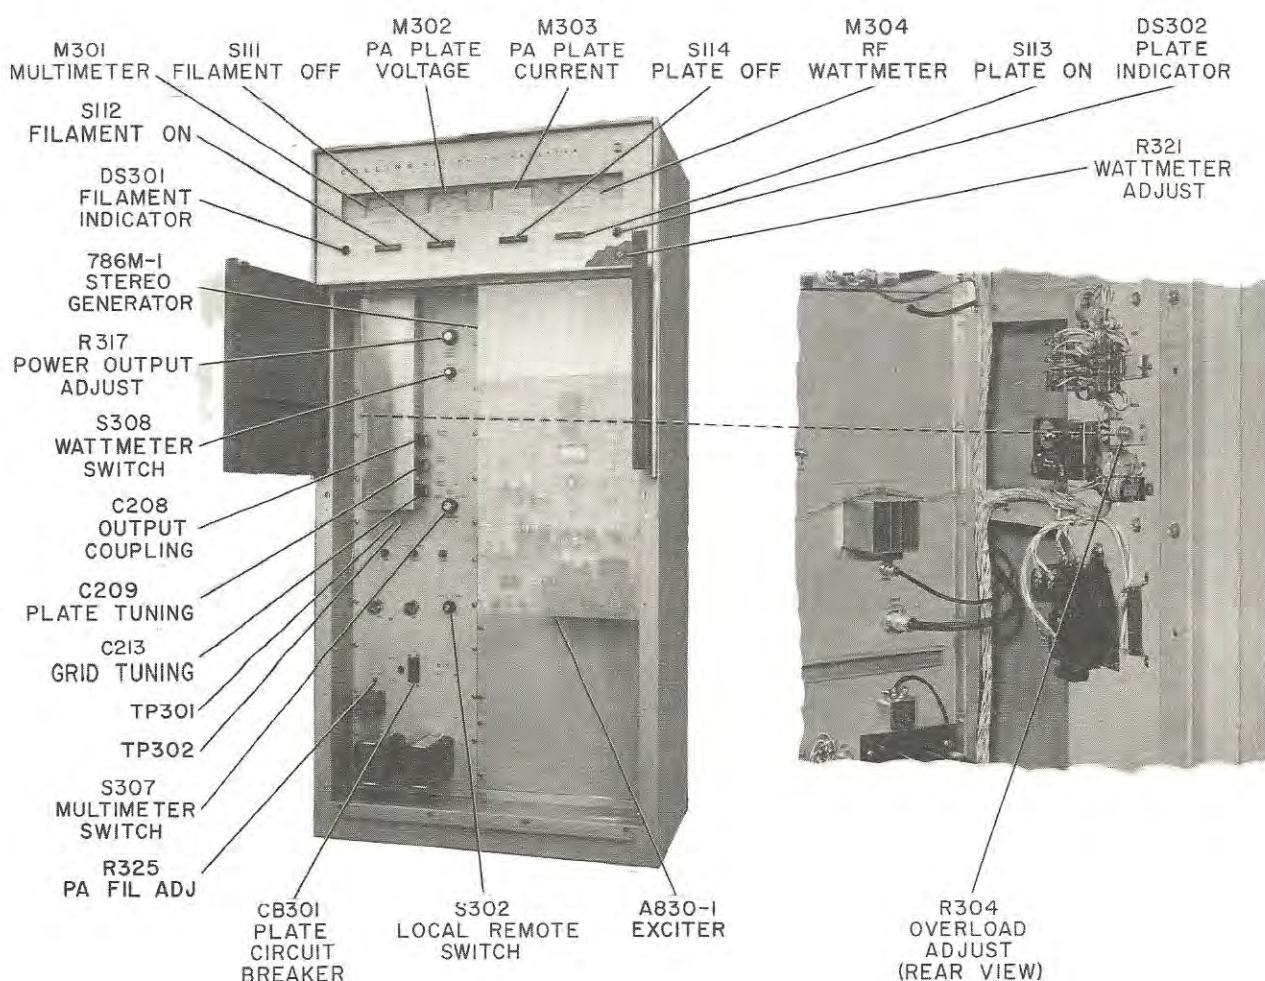 M301
MULTIMETER
S111
FILAMENT OFF
M302
PA PLATE
VOLTAGE
M303
PA PLATE
CURRENT
S114
PLATE OFF
M304
RF
WATTMETER
S113
PLATE ON
DS302
PLATE
INDICATOR
S112
FILAMENT ON
DS301
FILAMENT
INDICATOR
786M-1
STEREO
GENERATOR
R317
POWER OUTPUT
ADJUST
S308
WATTMETER
SWITCH
C208
OUTPUT
COUPLING
C209
PLATE TUNING
C213
GRID TUNING
TP301
TP302
S307
MULTIMETER
SWITCH
R325
PA FIL ADJ
CB301
PLATE
CIRCUIT
BREAKER
S302
LOCAL REMOTE
SWITCH
A830-1
EXCITER
R321
WATTMETER
ADJUST
R304
OVERLOAD
ADJUST
(REAR VIEW)
COLLINS